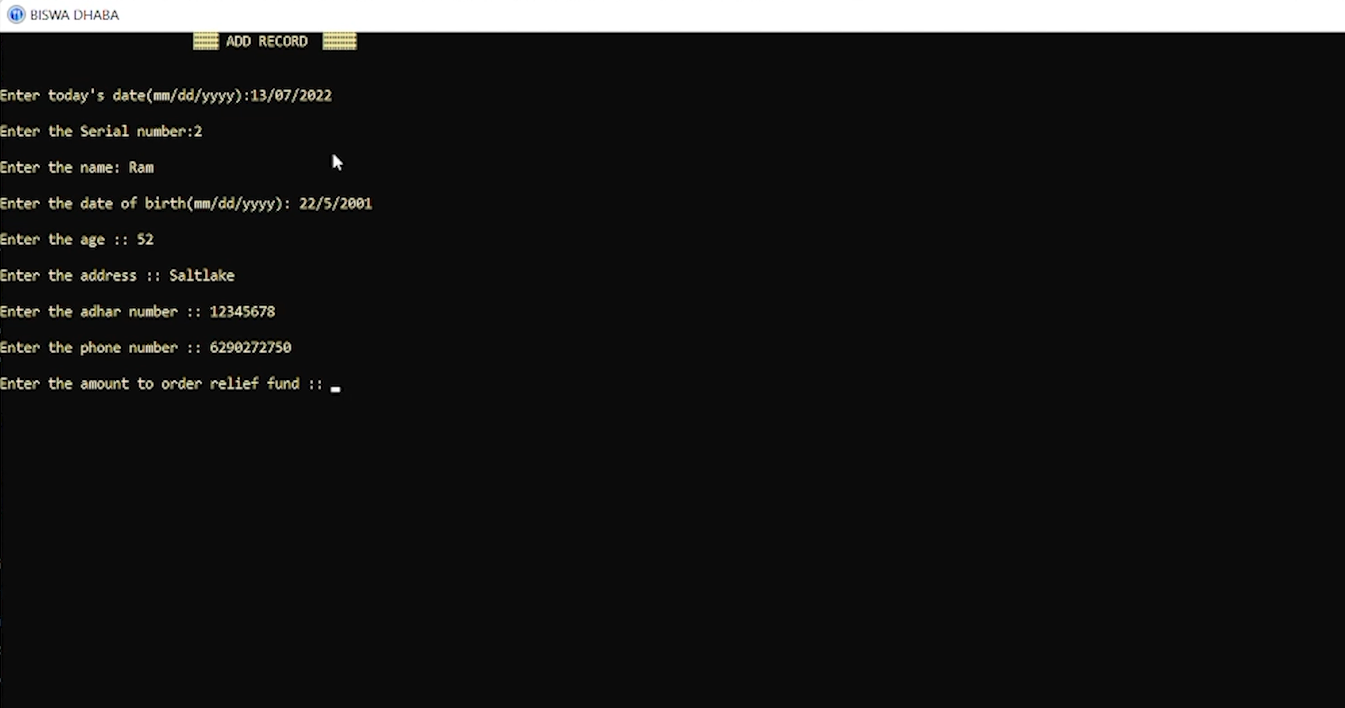 BISWA DHABA
ADD RECORD
Enter today's date(mm/dd/yyyy):13/07/2022
Enter the Serial number:2
Enter the name: Ram
Enter the date of birth(mm/dd/yyyy): 22/5/2001
Enter the age :: 52
Enter the address :: Saltlake
Enter the adhar number :: 12345678
Enter the phone number :: 6290272750
Enter the amount to order relief fund ::